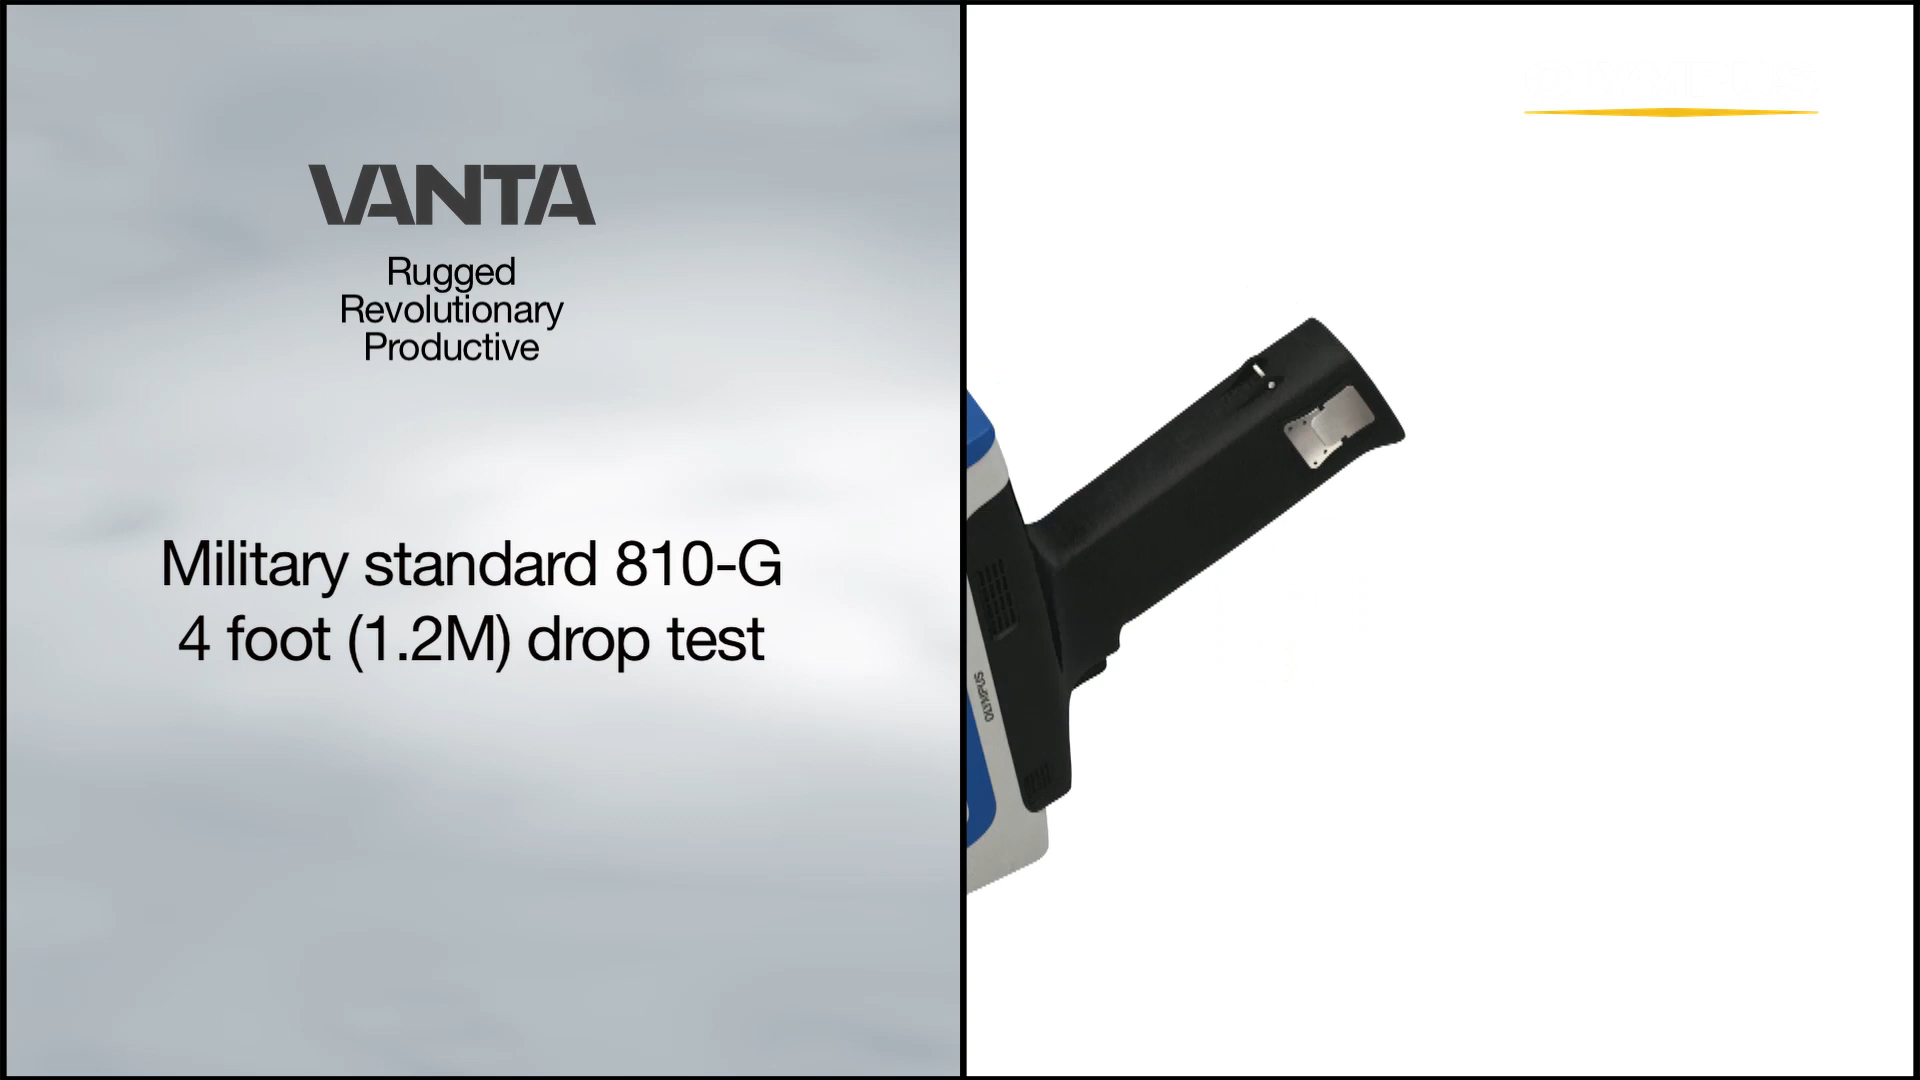 VANTA
Rugged
Revolutionary
Productive
Military standard 810-G
4 foot (1.2M) drop test
OLYMPUS